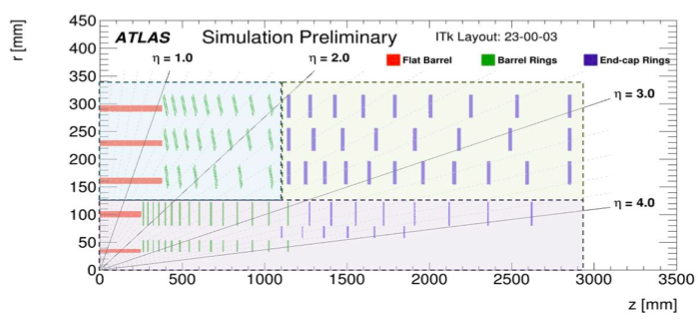 r [mm]
ATLAS Simulation Preliminary ITk Layout: 23-00-03
Flat Barrel Barrel Rings End-cap Rings
η = 1.0 η = 2.0
η = 3.0
η = 4.0
450
400
350
300
250
200
150
100
50
0
0 500 1000 1500 2000 2500 3000 3500
z [mm]